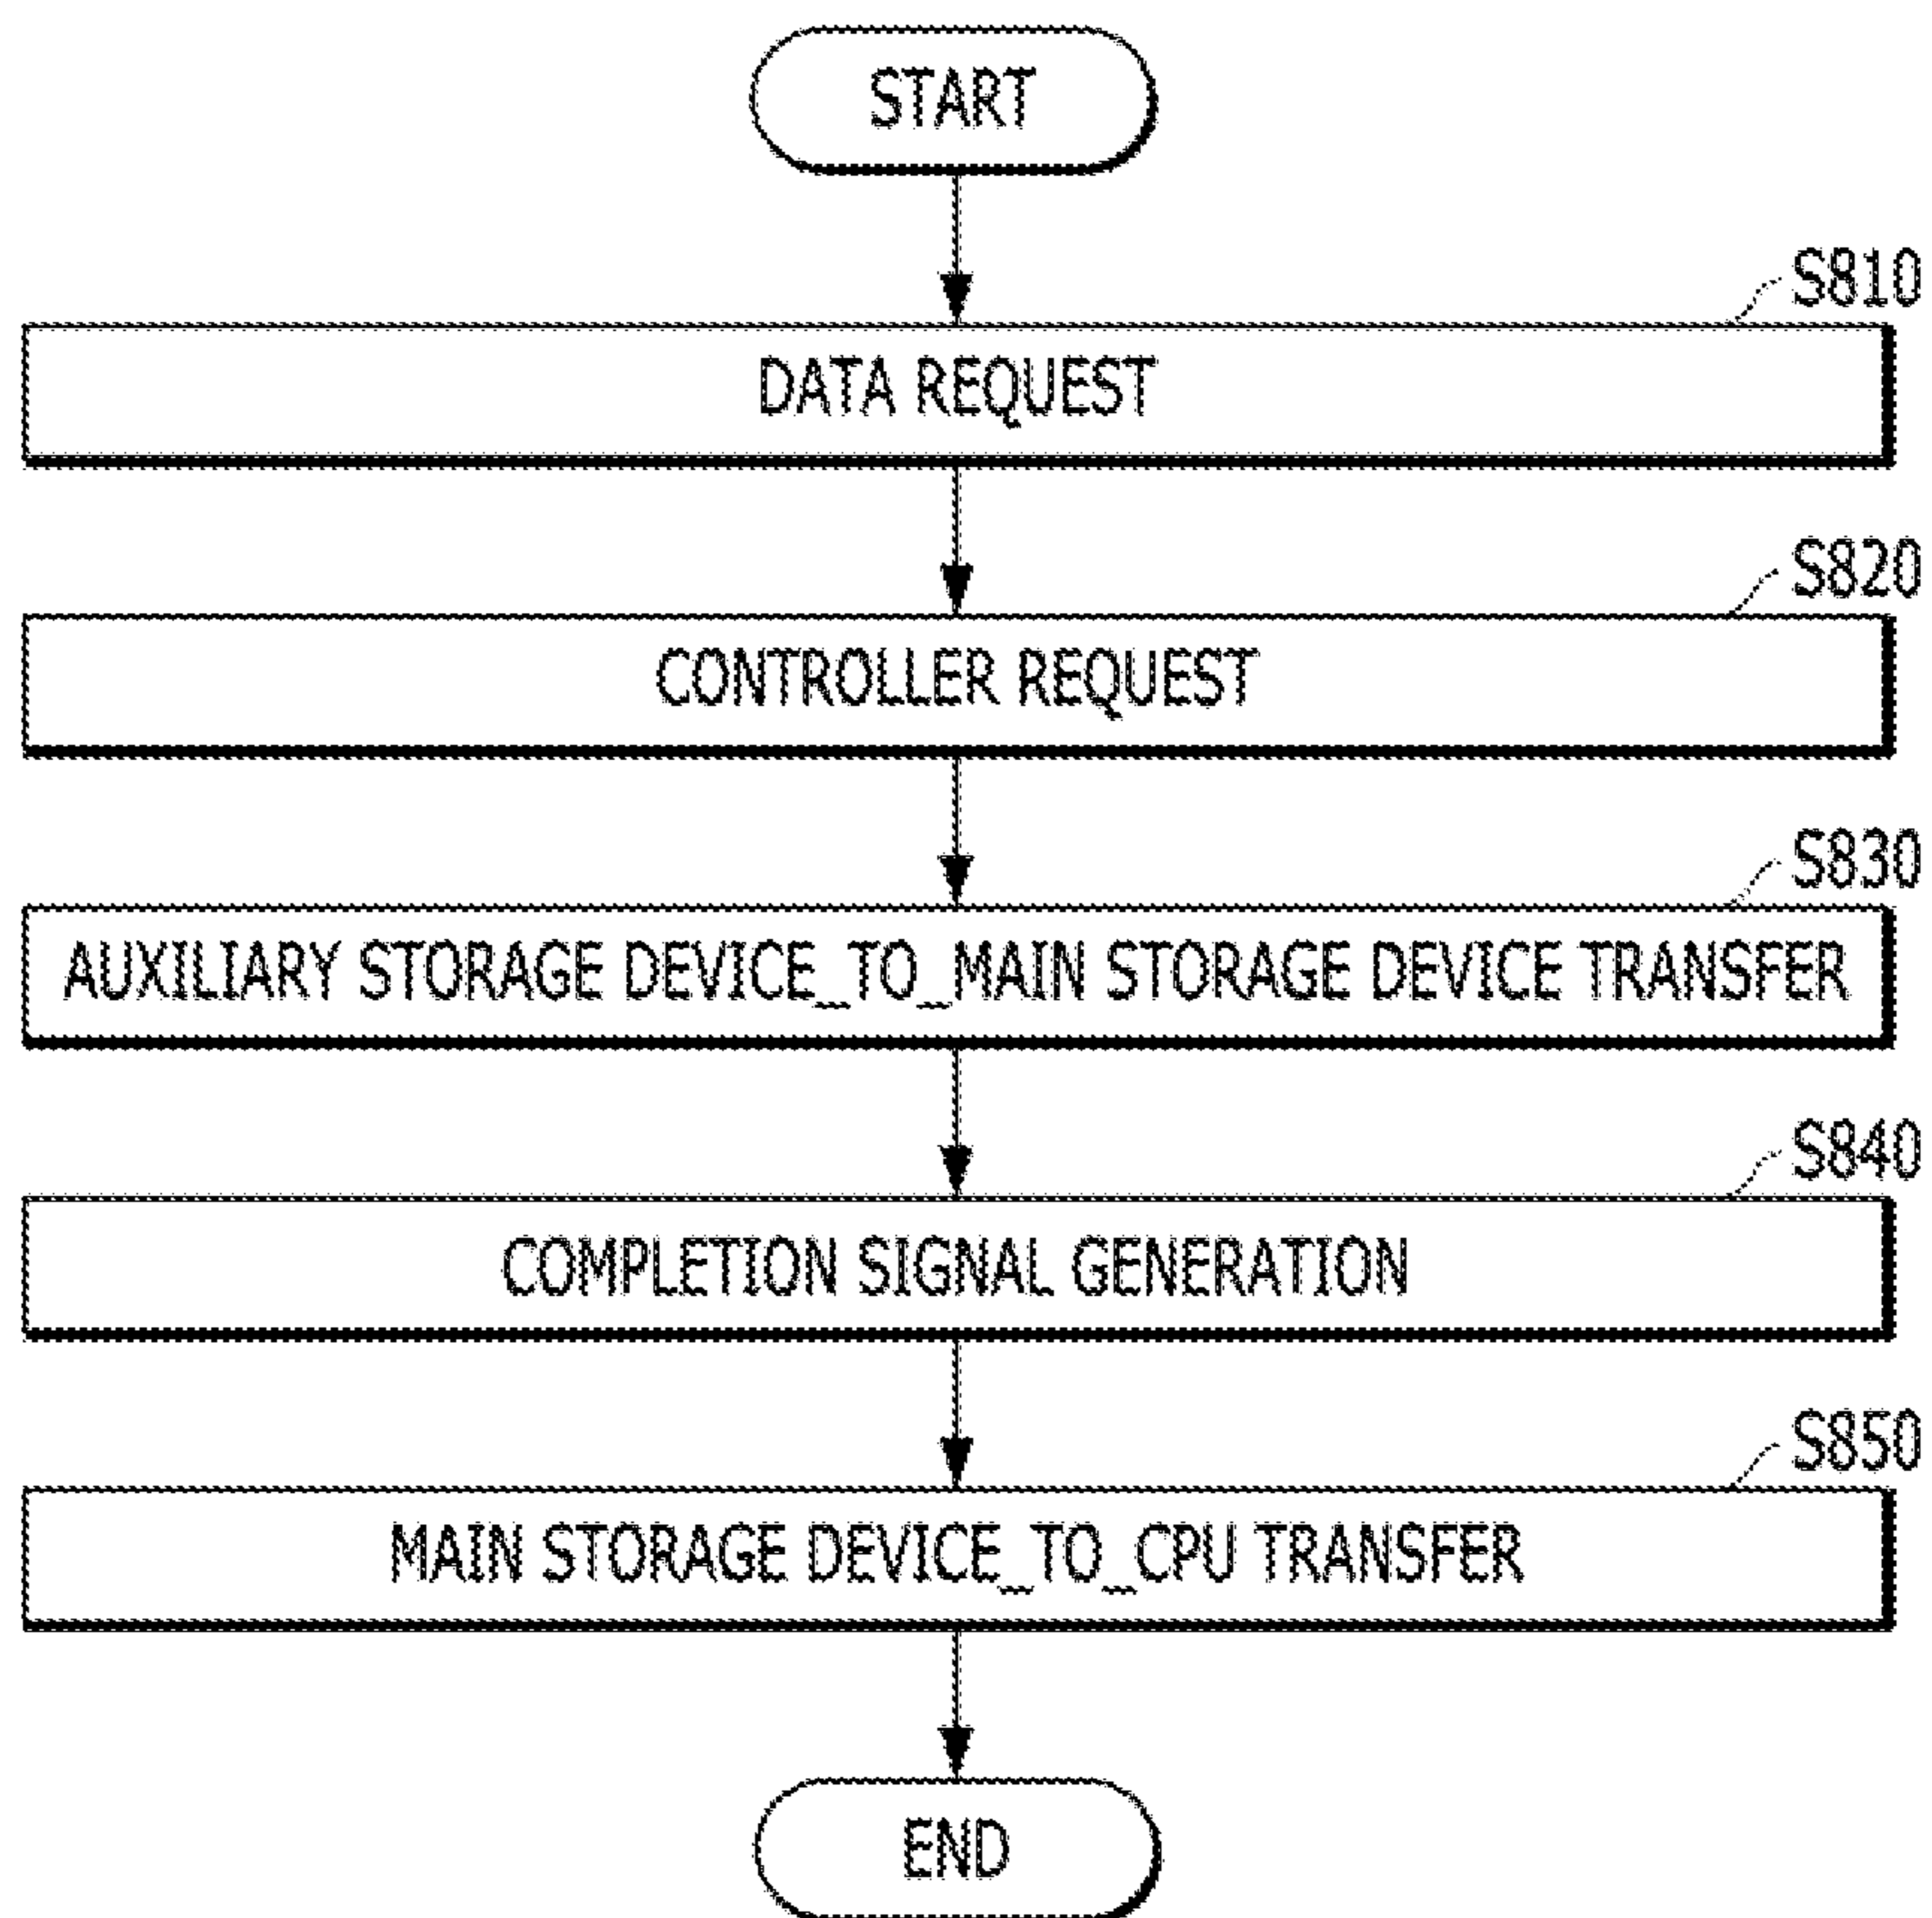 START
S810
DATA REQUEST
S820
CONTROLLER REQUEST
S830
AUXILIARY STORAGE DEVICE_TO_MAIN STORAGE DEVICE TRANSFER
S840
COMPLETION SIGNAL GENERATION
S850
MAIN STORAGE DEVICE_TO_CPU TRANSFER
END